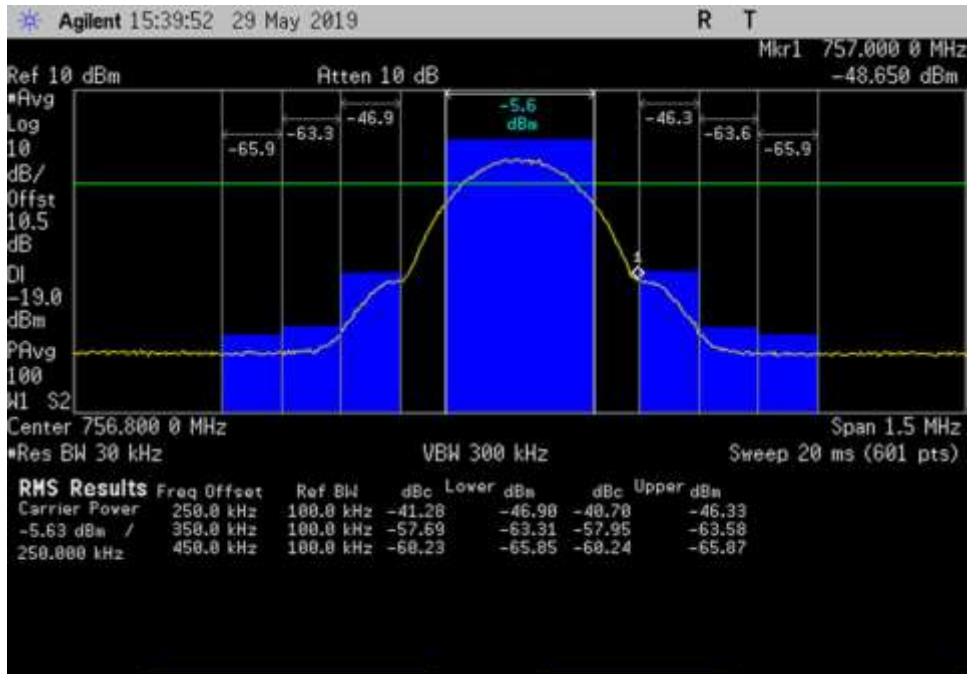 Agilent 15:39:52 29 May 2019 R T
Mkr1 757.000 0 MHz
Ref 10 dBm Atten 10 dB -48.650 dBm
#Avg
Log
10
dB/
Offst
10.5
dB
DI
-19.0
dBm
PAvg
100
W1 S2
-65.9 -63.3 -46.9 -5.6 dBm -46.3 -63.6 -65.9
1
Center 756.800 0 MHz Span 1.5 MHz
#Res BW 30 kHz VBW 300 kHz Sweep 20 ms (601 pts)
RMS Results Freq Offset Ref BW dBc Lower dBm dBc Upper dBm
Carrier Power 250.0 kHz 100.0 kHz -41.28 -46.90 -40.70 -46.33
-5.63 dBm / 350.0 kHz 100.0 kHz -57.69 -63.31 -57.95 -63.58
250.000 kHz 450.0 kHz 100.0 kHz -60.23 -65.85 -60.24 -65.87